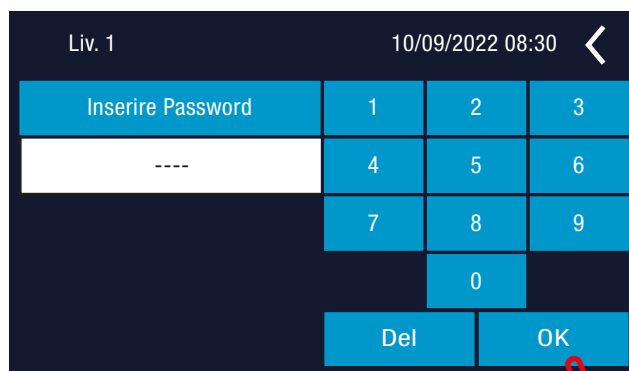 Liv. 1 10/09/2022 08:30
Inserire Password 1 2 3
---- 4 5 6
7 8 9
0
Del OK